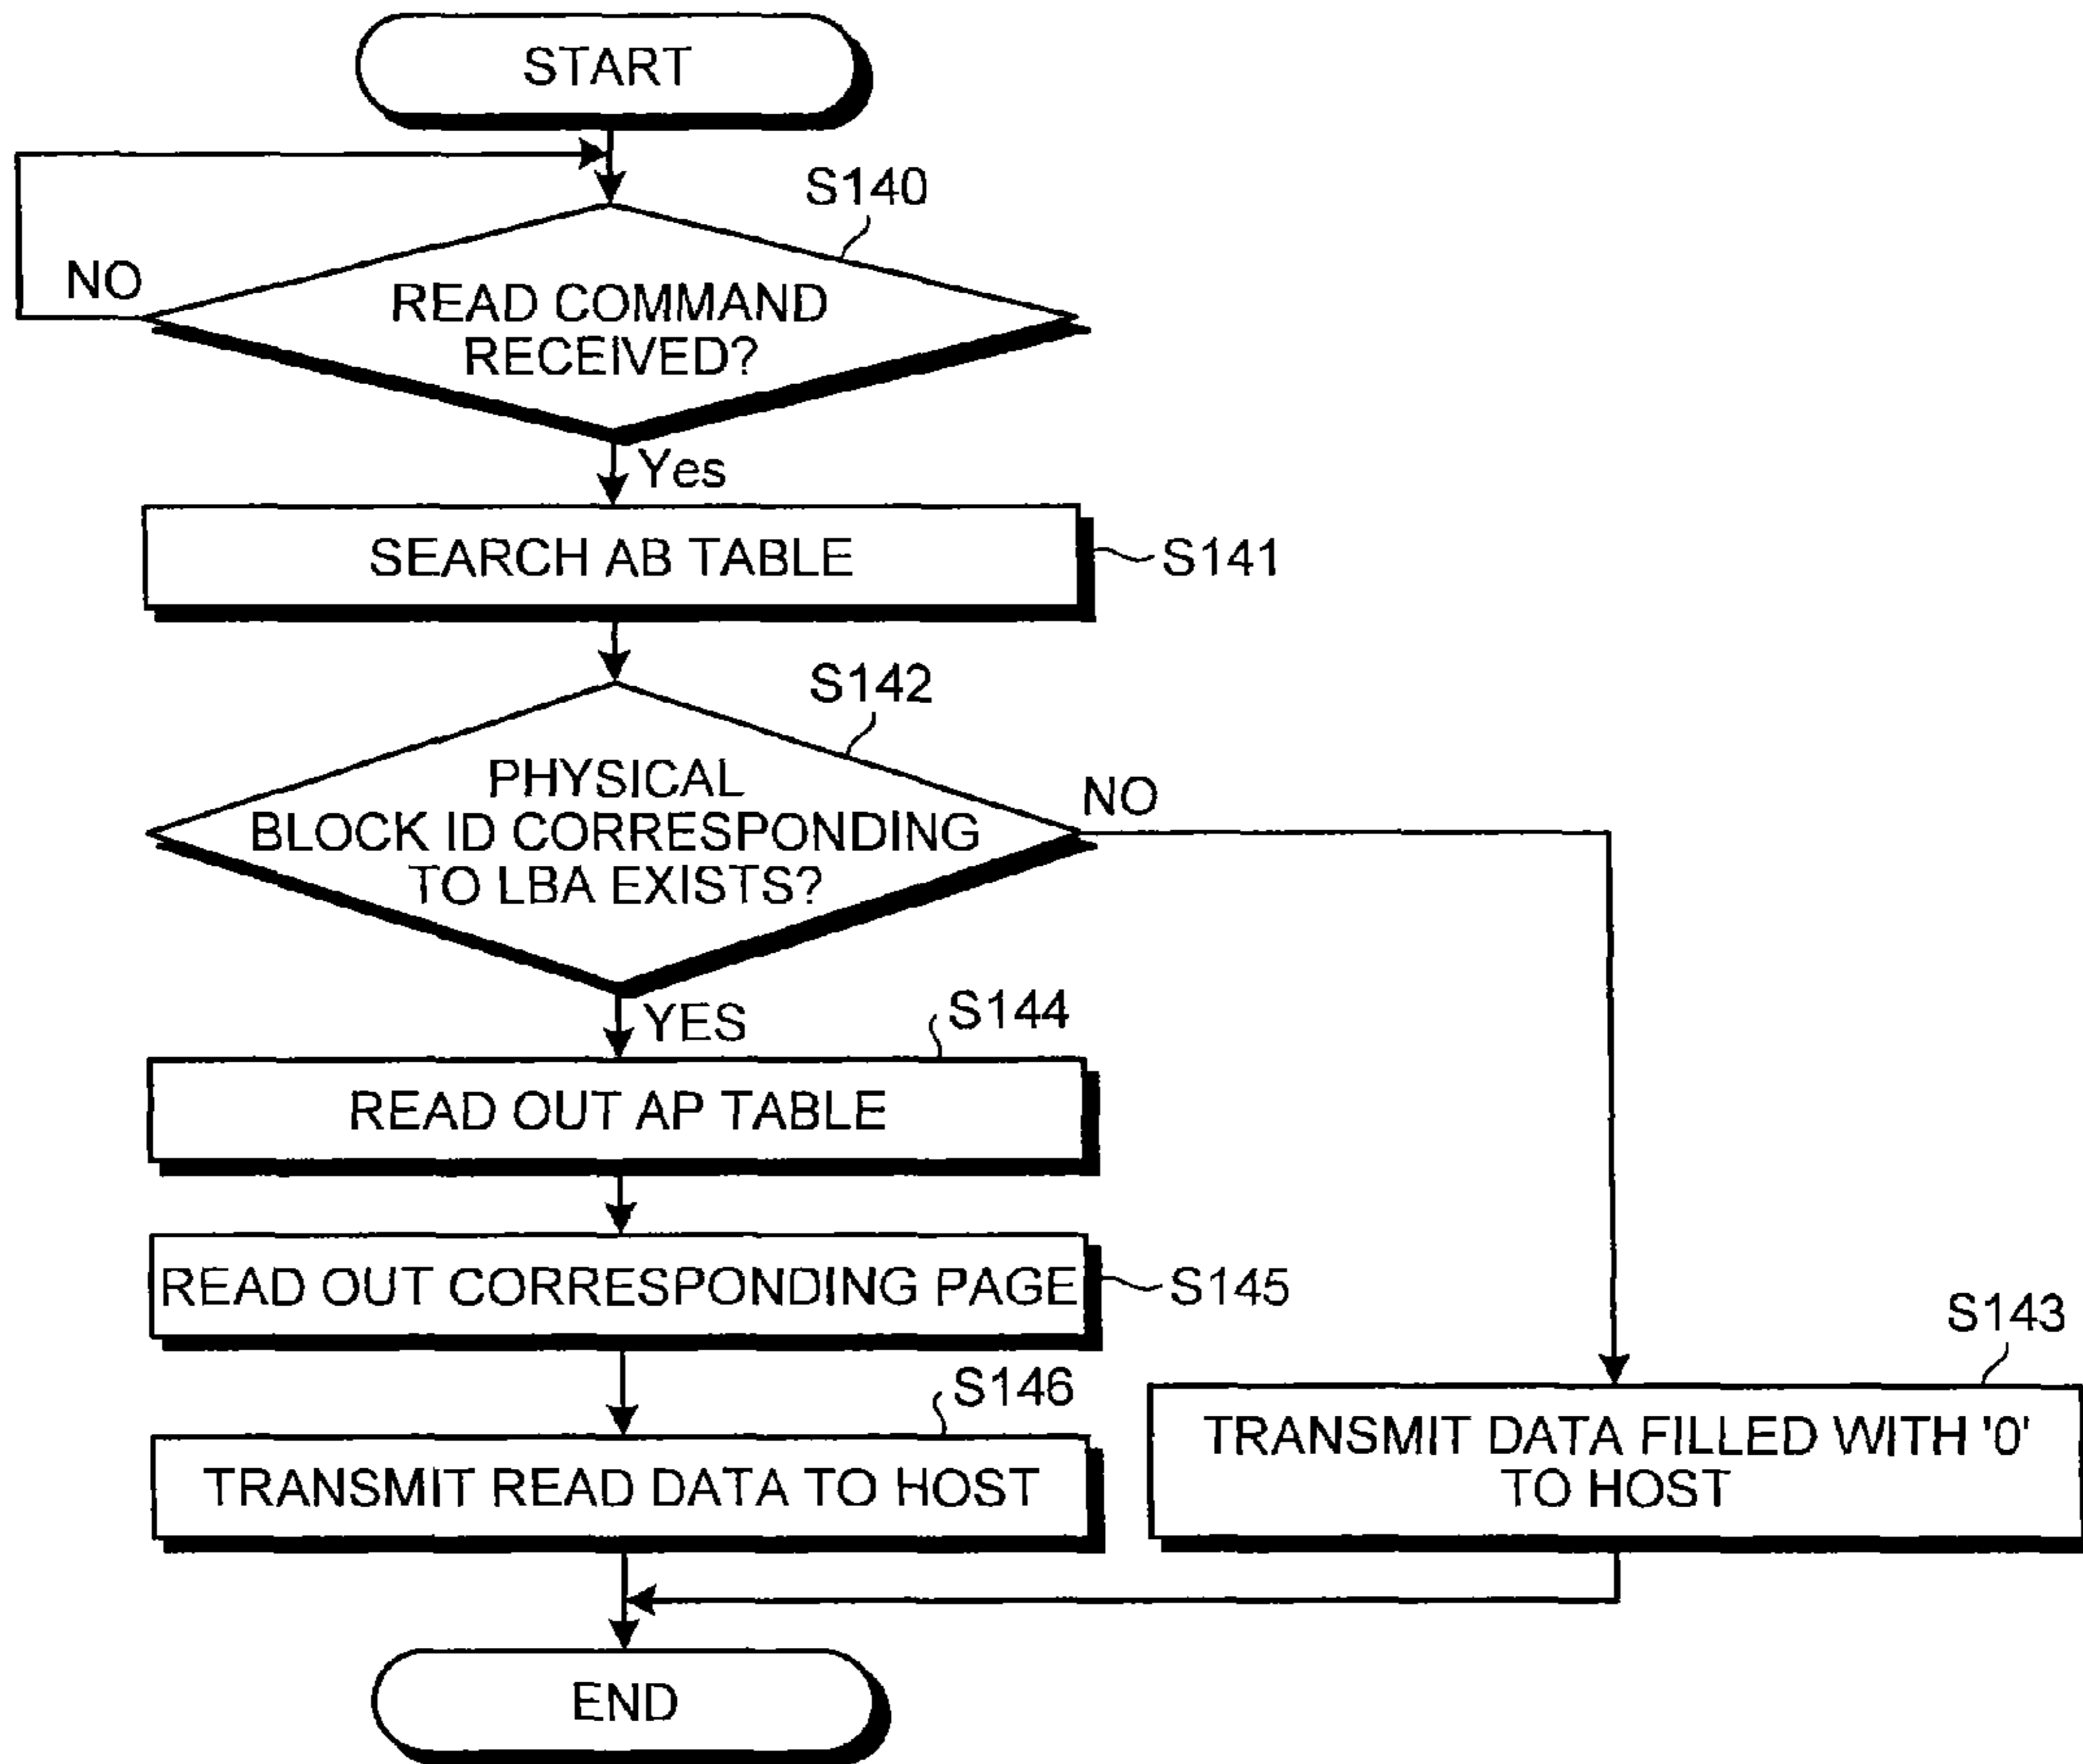 START
S140
NO
READ COMMAND
RECEIVED?
Yes
SEARCH AB TABLE
S141
S142
PHYSICAL
BLOCK ID CORRESPONDING
TO LBA EXISTS?
NO
YES
S144
READ OUT AP TABLE
READ OUT CORRESPONDING PAGE
S145
S143
S146
TRANSMIT READ DATA TO HOST
TRANSMIT DATA FILLED WITH '0'
TO HOST
END